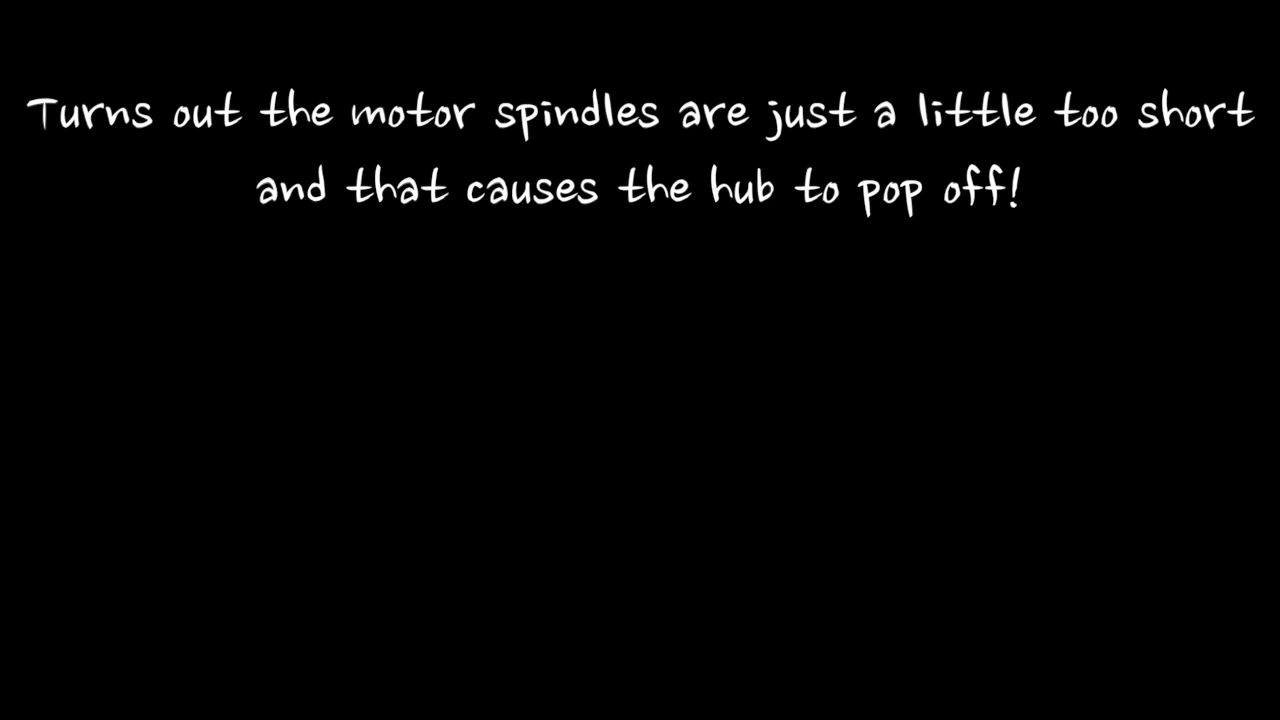 Turns out the motor spindles are just a little too short
and that causes the hub to pop off!